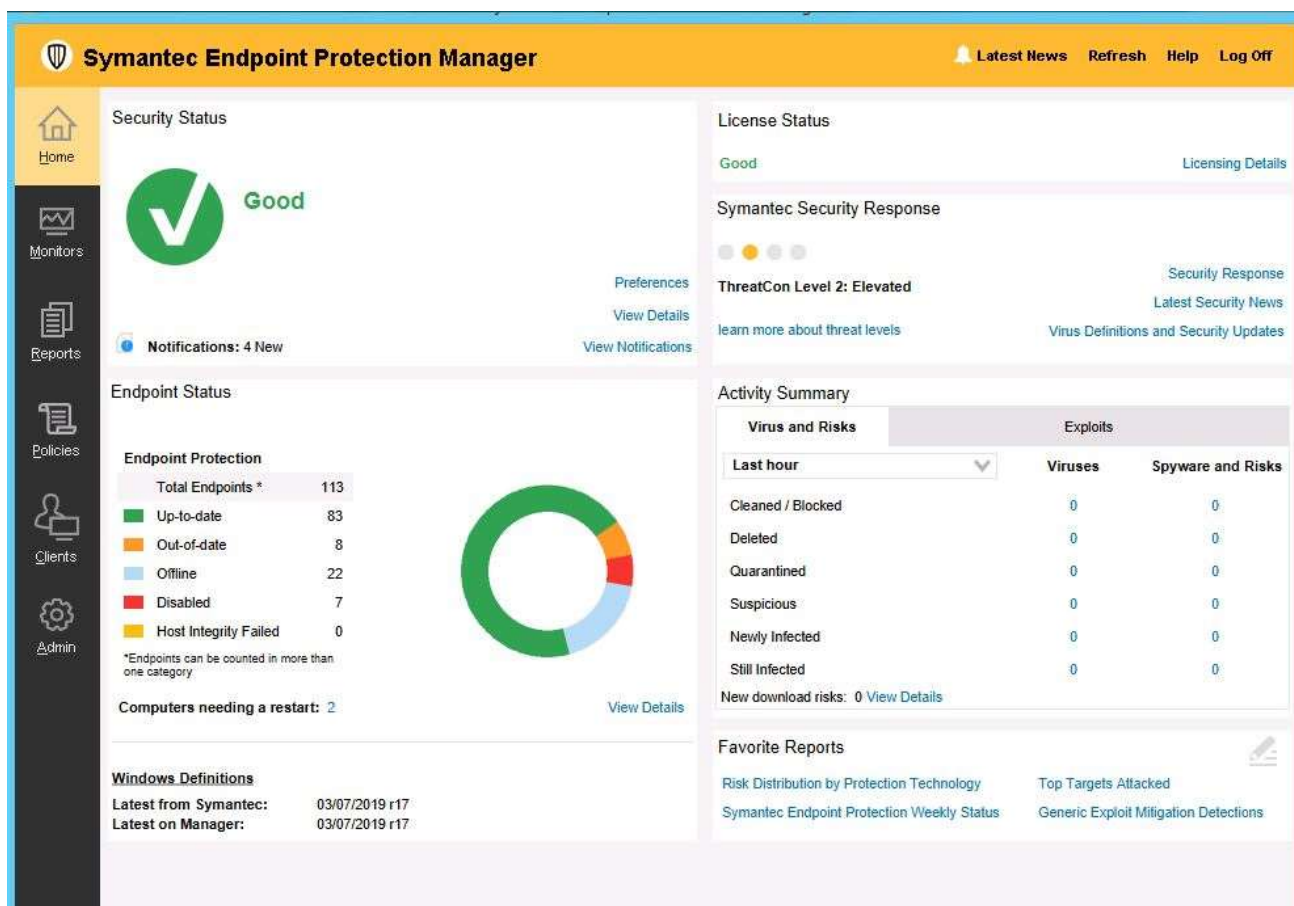 Symantec Endpoint Protection Manager
Latest News Refresh Help Log Off
Home
Monitors
Reports
Policies
Clients
Admin
Security Status
Good
Preferences
View Details
Notifications: 4 New
View Notifications
License Status
Good
Licensing Details
Symantec Security Response
ThreatCon Level 2: Elevated
Security Response
Latest Security News
learn more about threat levels
Virus Definitions and Security Updates
Endpoint Status
Endpoint Protection
Total Endpoints * 113
Up-to-date 83
Out-of-date 8
Offline 22
Disabled 7
Host Integrity Failed 0
*Endpoints can be counted in more than
one category
Computers needing a restart: 2
View Details
Windows Definitions
Latest from Symantec: 03/07/2019 r17
Latest on Manager: 03/07/2019 r17
Activity Summary
Virus and Risks Exploits
Last hour Viruses Spyware and Risks
Cleaned / Blocked 0 0
Deleted 0 0
Quarantined 0 0
Suspicious 0 0
Newly Infected 0 0
Still Infected 0 0
New download risks: 0 View Details
Favorite Reports
Risk Distribution by Protection Technology Top Targets Attacked
Symantec Endpoint Protection Weekly Status Generic Exploit Mitigation Detections